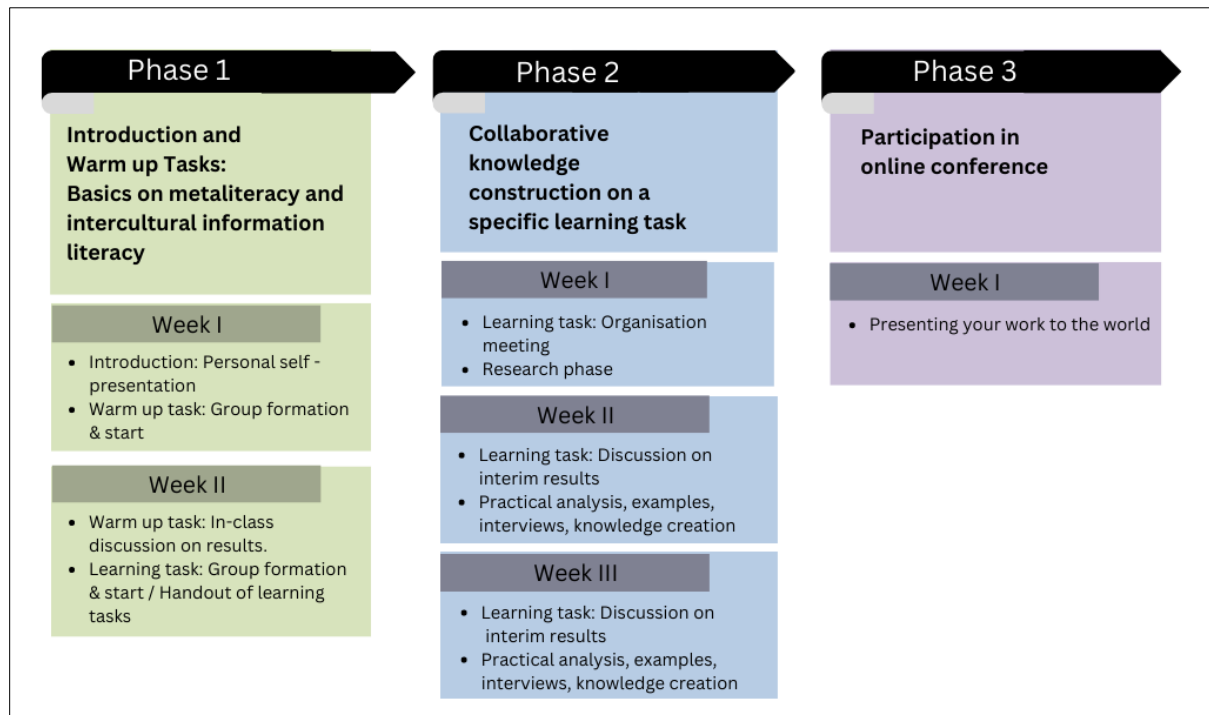 Phase 1
Introduction and
Warm up Tasks:
Basics on metaliteracy and
intercultural information
literacy
Week I
• Introduction: Personal self -
presentation
• Warm up task: Group formation
& start
Week II
• Warm up task: In-class
discussion on results.
• Learning task: Group formation
& start / Handout of learning
tasks
Phase 2
Collaborative
knowledge
construction on a
specific learning task
Week I
• Learning task: Organisation
meeting
• Research phase
Week II
• Learning task: Discussion on
interim results
• Practical analysis, examples,
interviews, knowledge creation
Week III
• Learning task: Discussion on
interim results
• Practical analysis, examples,
interviews, knowledge creation
Phase 3
Participation in
online conference
Week I
• Presenting your work to the world